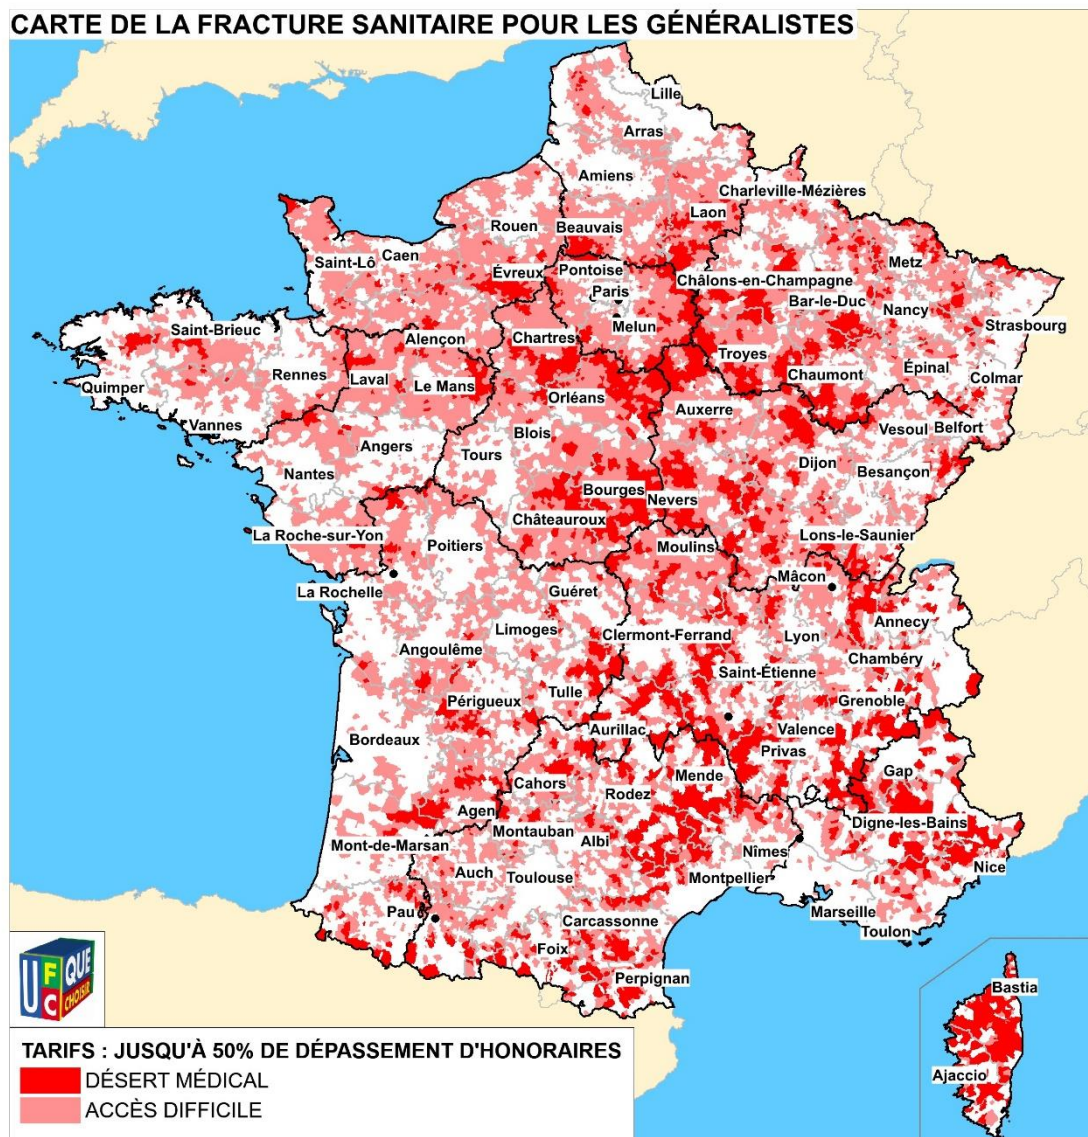 CARTE DE LA FRACTURE SANITAIRE POUR LES GÉNÉRALISTES
Lille
Arras
Amiens
Charleville-Mézières
Rouen
Beauvais
Laon
Saint-Lô
Caen
Évreux
Pontoise
Paris
Châlons-en-Champagne
Metz
Bar-le-Duc
Nancy
Strasbourg
Melun
Saint-Brieuc
Alençon
Chartres
Troyes
Chaumont
Épinal
Colmar
Quimper
Rennes
Laval
Le Mans
Orléans
Auxerre
Vannes
Angers
Blois
Vesoul
Belfort
Nantes
Tours
Dijon
Besançon
Bourges
Nevers
Châteauroux
La Roche-sur-Yon
Poitiers
Moulins
Lons-le-Saunier
Mâcon
La Rochelle
Guéret
Limoges
Clermont-Ferrand
Lyon
Annecy
Angoulême
Chambéry
Saint-Étienne
Périgueux
Tulle
Grenoble
Aurillac
Valence
Bordeaux
Privas
Cahors
Mende
Gap
Rodez
Agen
Digne-les-Bains
Montauban
Mont-de-Marsan
Albi
Nîmes
Nice
Auch
Toulouse
Montpellier
Pau
Marseille
Carcassonne
Toulon
Foix
Perpignan
Bastia
Ajaccio
UFC QUE CHOISIR
TARIFS : JUSQU'À 50% DE DÉPASSEMENT D'HONORAIRES
DÉSERT MÉDICAL
ACCÈS DIFFICILE